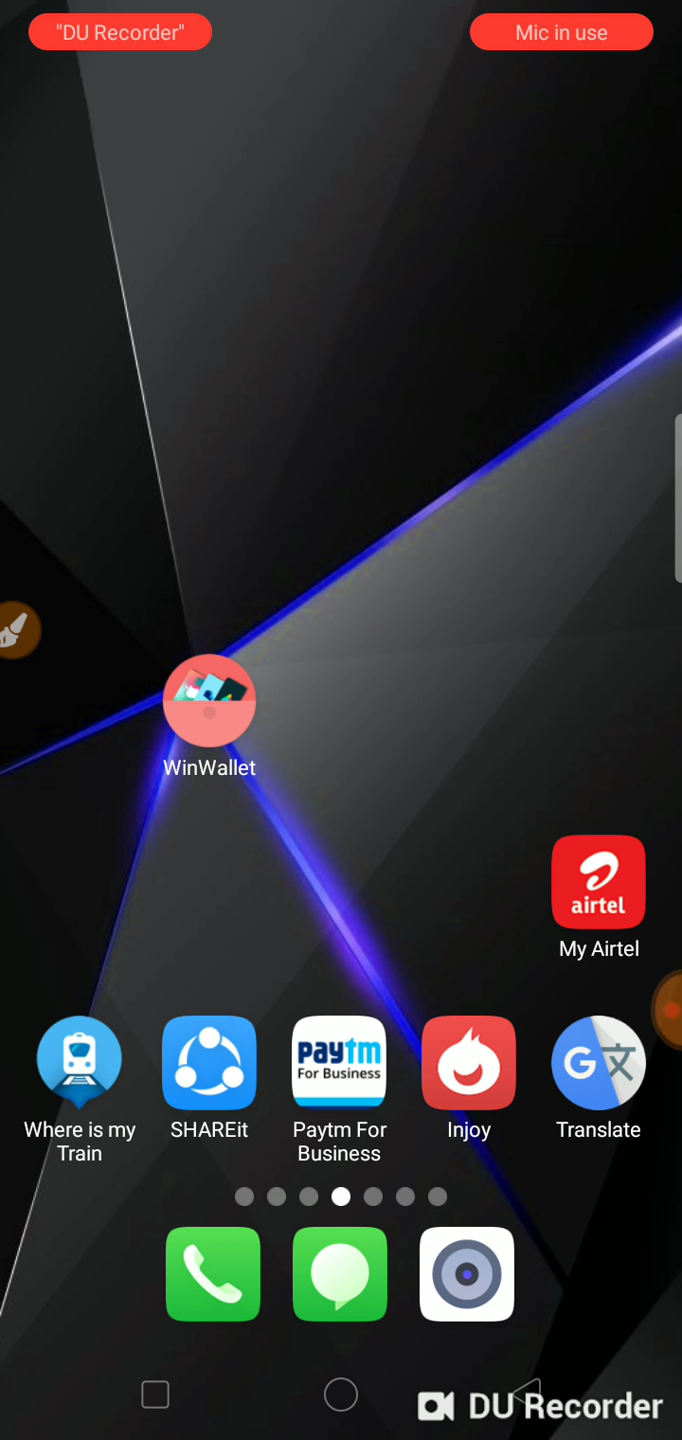 "DU Recorder"
Mic in use
WinWallet
airtel
My Airtel
paytm
For Business
G 文
Where is my
Train
SHAREit
Paytm For
Business
Injoy
Translate
DU Recorder